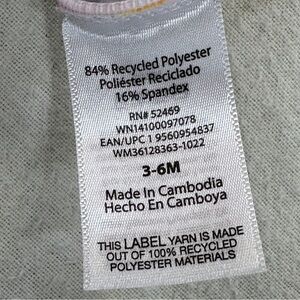 84% Recycled Polyester
Poliéster Reciclado
16% Spandex
RN# 52469
WN14100097078
EAN/UPC 1 9560954837
WM36128363-1022
3-6M
Made In Cambodia
Hecho En Camboya
THIS LABEL YARN IS MADE
OUT OF 100% RECYCLED
POLYESTER MATERIALS